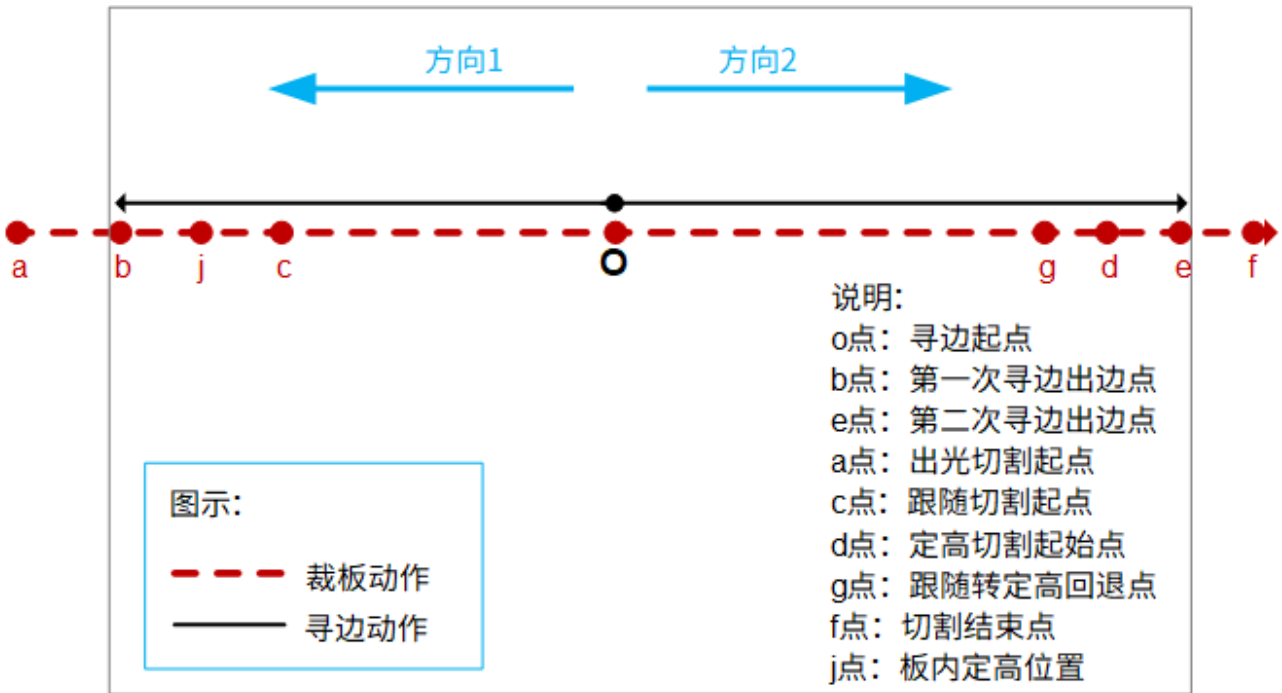 方向1 方向2
a b j c O g d e f
说明：
o点：寻边起点
b点：第一次寻边出边点
e点：第二次寻边出边点
a点：出光切割起点
c点：跟随切割起点
d点：定高切割起始点
g点：跟随转定高回退点
f点：切割结束点
j点：板内定高位置
图示：
裁板动作
寻边动作